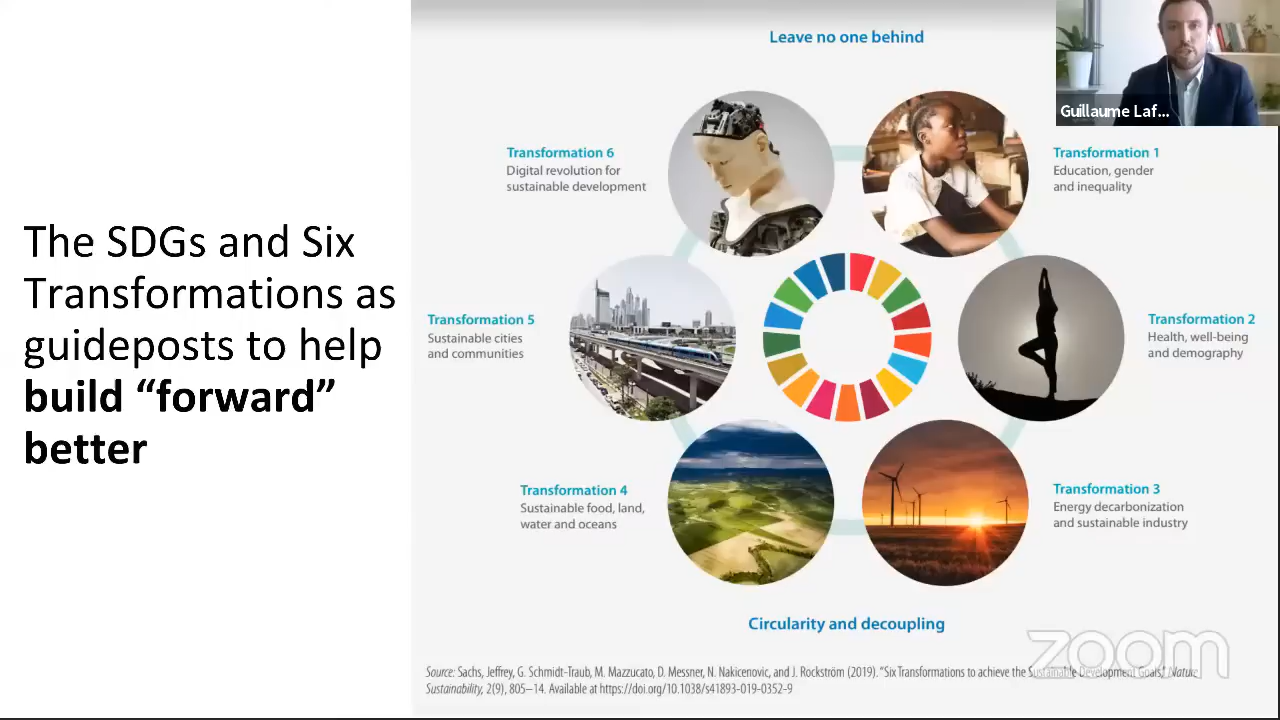 The SDGs and Six
Transformations as
guideposts to help
build “forward”
better
Leave no one behind
Guillaume Laf...
Transformation 6
Digital revolution for
sustainable development
Transformation 1
Education, gender
and inequality
Transformation 5
Sustainable cities
and communities
Transformation 2
Health, well-being
and demography
Transformation 4
Sustainable food, land,
water and oceans
Transformation 3
Energy decarbonization
and sustainable industry
Circularity and decoupling
zoom
Source: Sachs, Jeffrey, G. Schmidt-Traub, M. Mazzucato, D. Messner, N. Nakicenovic, and J. Rockström (2019). “Six Transformations to achieve the Sustainable Development Goals,” Nature
Sustainability, 2(9), 805–14. Available at https://doi.org/10.1038/s41893-019-0352-9